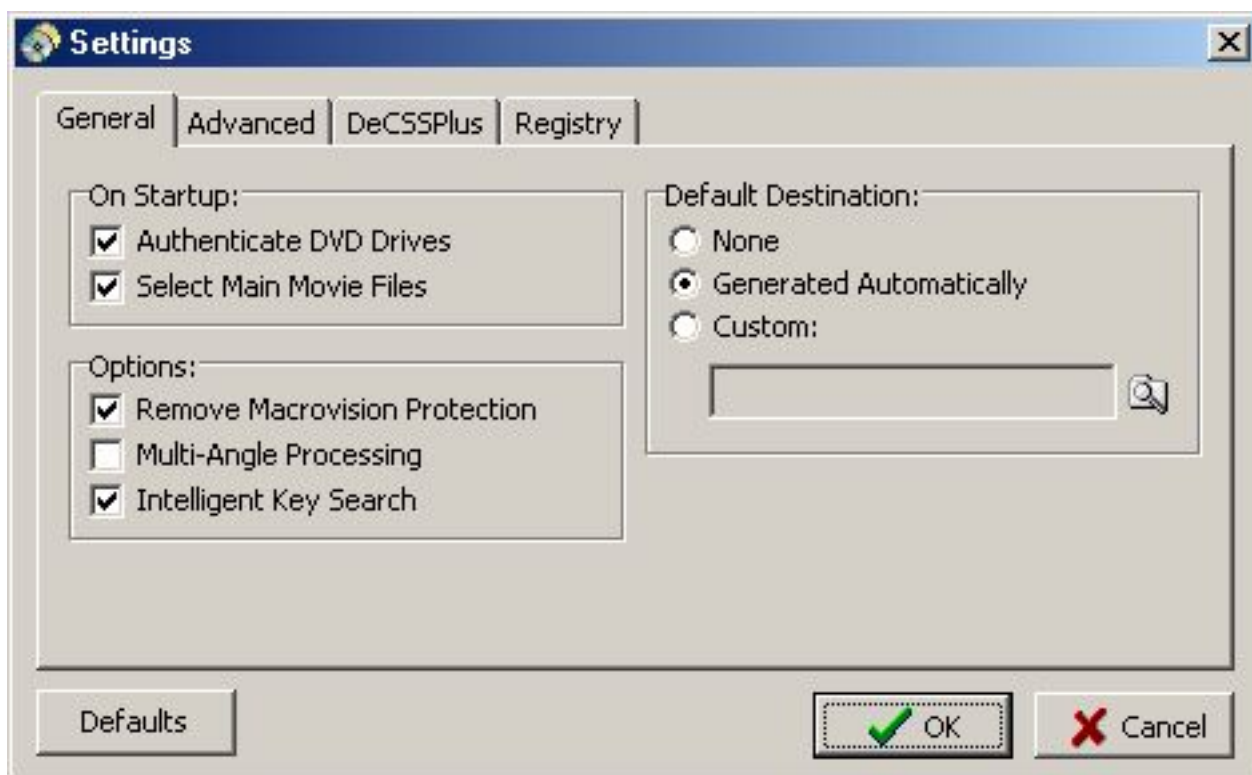 Settings
General
Advanced
DeCSSPlus
Registry
On Startup:
Authenticate DVD Drives
Select Main Movie Files
Options:
Remove Macrovision Protection
Multi-Angle Processing
Intelligent Key Search
Default Destination:
None
Generated Automatically
Custom:
Defaults
OK
Cancel